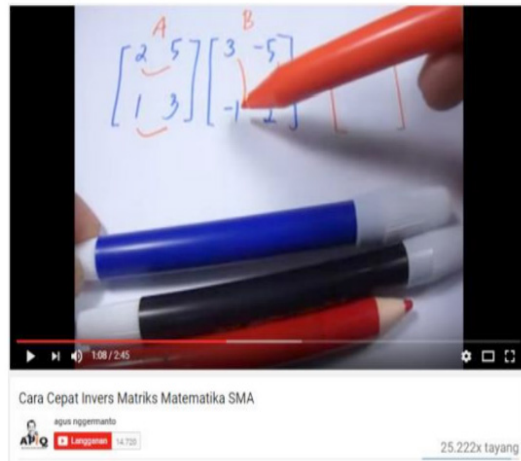 A B
2 5 3 -5
1 3 -1 2
1:08 / 2:45
Cara Cepat Invers Matriks Matematika SMA
agus nggermanto
APIQ Langganan 14.720
25.222x tayang